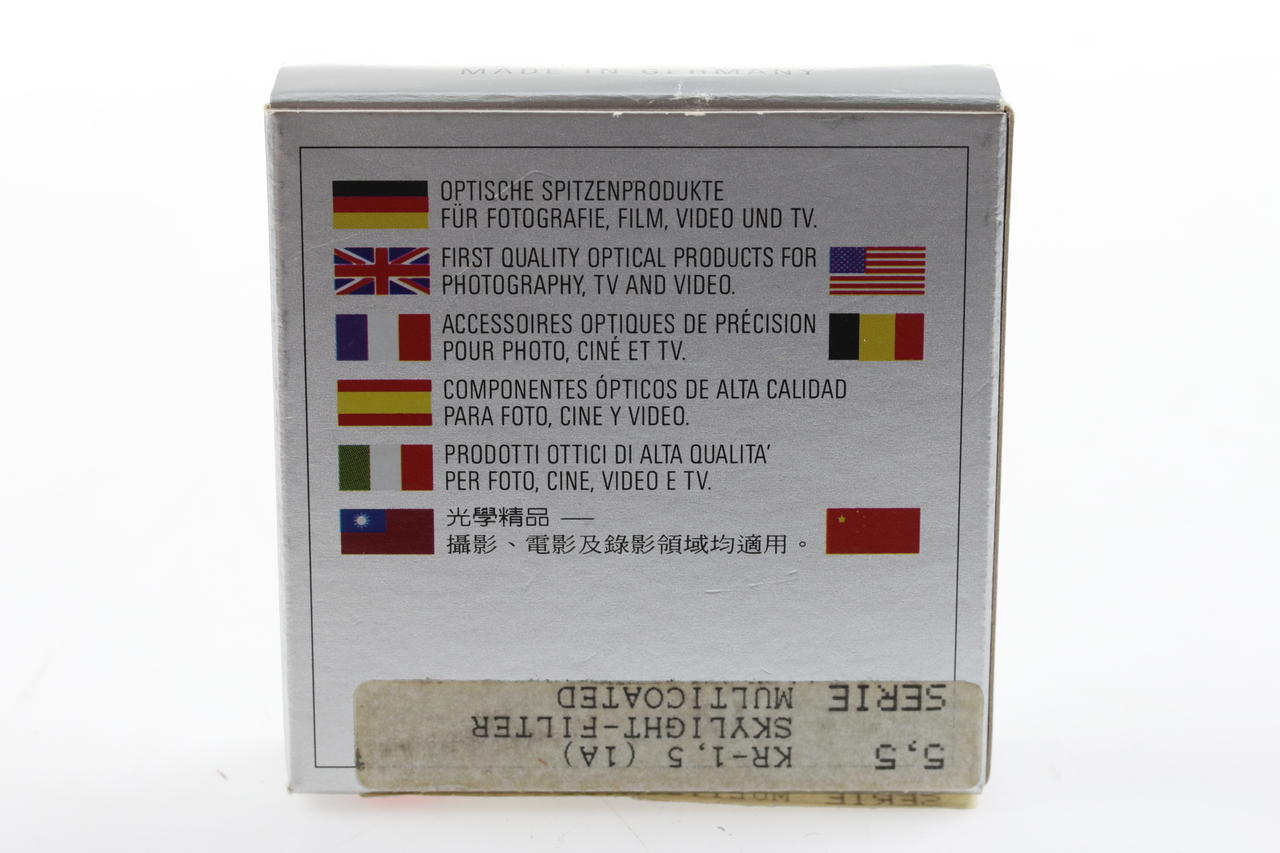 MADE IN GERMANY
OPTISCHE SPITZENPRODUKTE
FÜR FOTOGRAFIE, FILM, VIDEO UND TV.
FIRST QUALITY OPTICAL PRODUCTS FOR
PHOTOGRAPHY, TV AND VIDEO.
ACCESSOIRES OPTIQUES DE PRÉCISION
POUR PHOTO, CINÉ ET TV.
COMPONENTES ÓPTICOS DE ALTA CALIDAD
PARA FOTO, CINE Y VIDEO.
PRODOTTI OTTICI DI ALTA QUALITA'
PER FOTO, CINE, VIDEO E TV.
光學精品 —
攝影、電影及錄影領域均適用。
5,5 KR-1,5 (1A)
SKYLIGHT-FILTER
SERIE MULTICOATED
SERIE